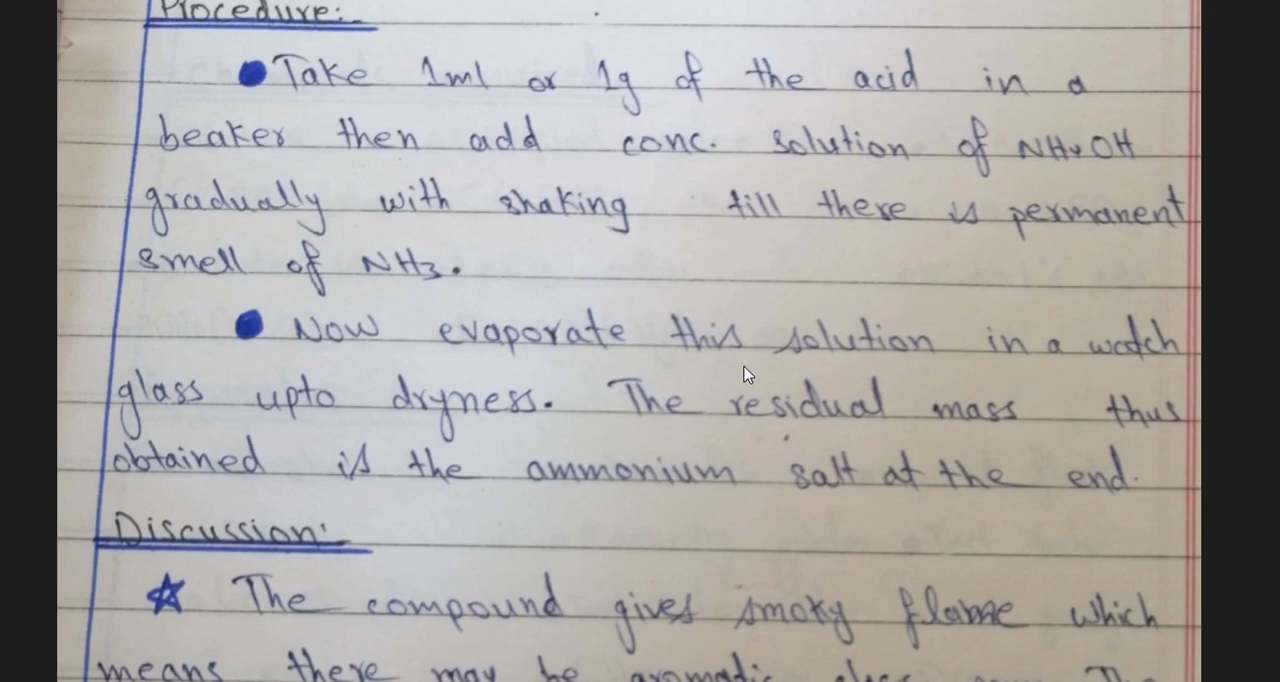 Procedure:-
Take 1ml or 1g of the acid in a
beaker then add conc. solution of NH4OH
gradually with shaking till there is permanent
smell of NH3.
Now evaporate this solution in a watch
glass upto dryness. The residual mass thus
obtained is the ammonium salt at the end.
Discussion:
The compound gives smoky flame which
means there may be aromatic